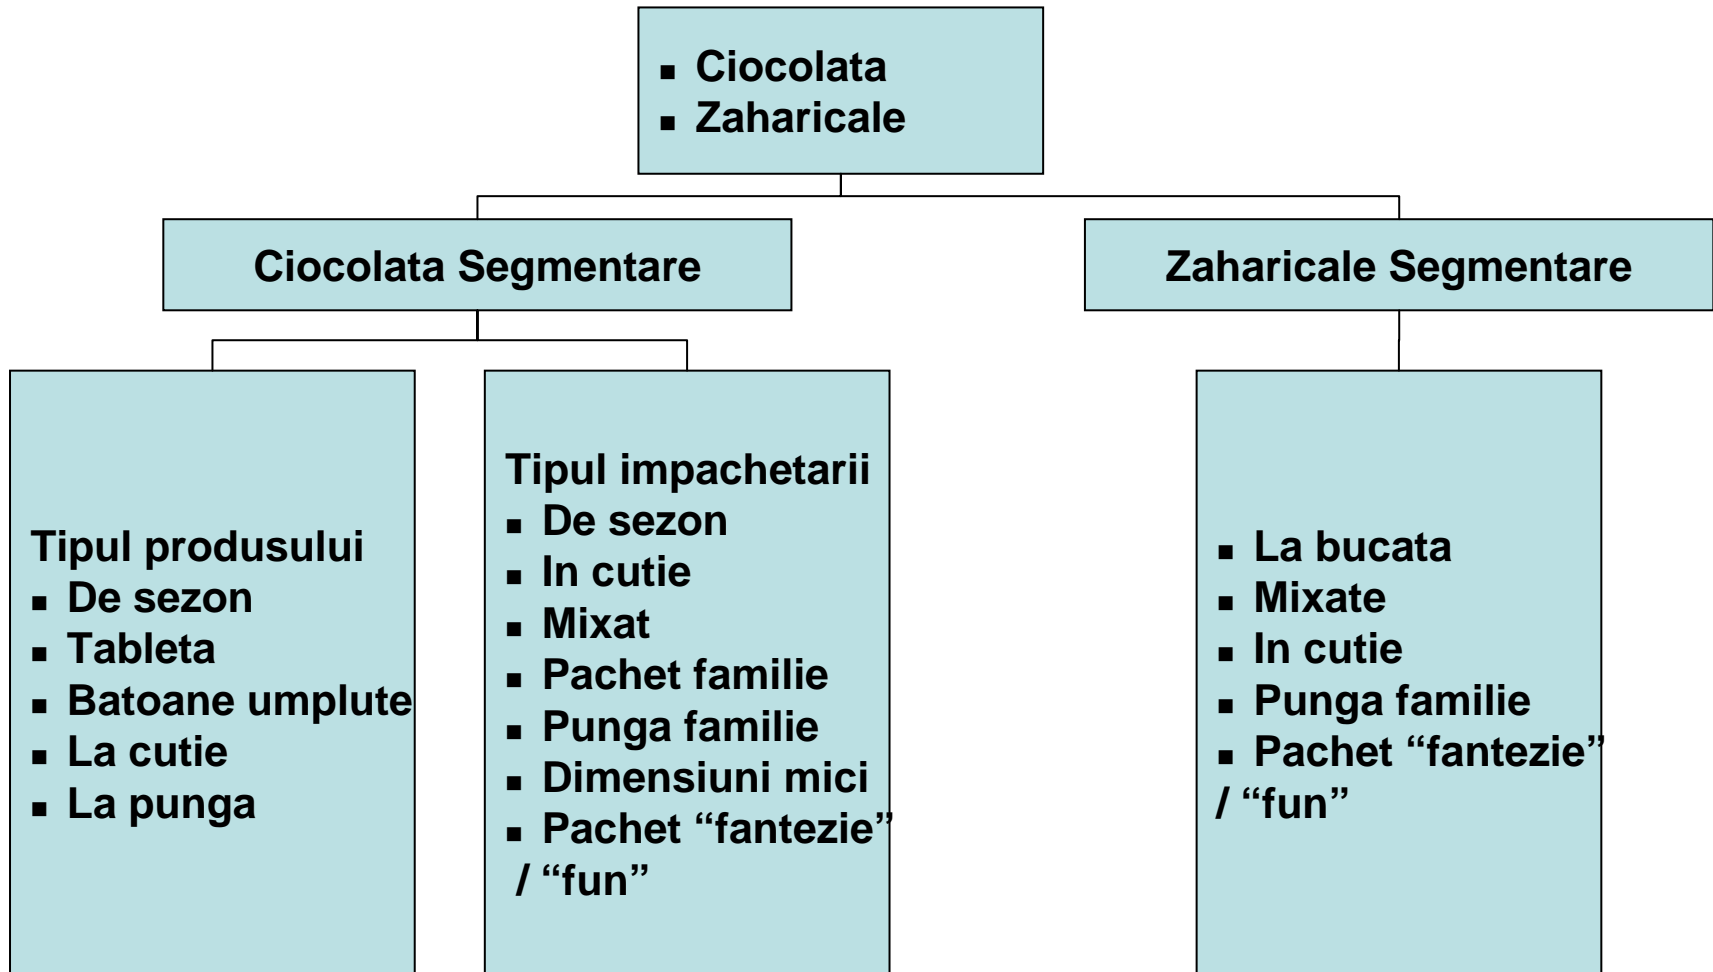 ▪ Ciocolata
▪ Zaharicale
Ciocolata Segmentare
Zaharicale Segmentare
Tipul produsului
▪ De sezon
▪ Tableta
▪ Batoane umplute
▪ La cutie
▪ La punga
Tipul impachetarii
▪ De sezon
▪ In cutie
▪ Mixat
▪ Pachet familie
▪ Punga familie
▪ Dimensiuni mici
▪ Pachet “fantezie”
/ “fun”
▪ La bucata
▪ Mixate
▪ In cutie
▪ Punga familie
▪ Pachet “fantezie”
/ “fun”